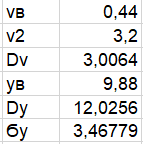 vв 0,44
v2 3,2
Dv 3,0064
yв 9,88
Dy 12,0256
Бy 3,46779